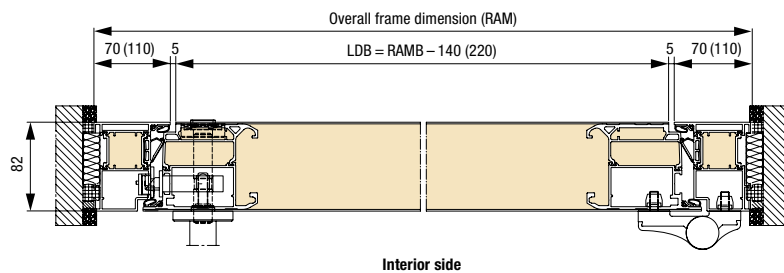 Overall frame dimension (RAM)
70 (110)
5
LDB = RAMB – 140 (220)
5
70 (110)
82
Interior side